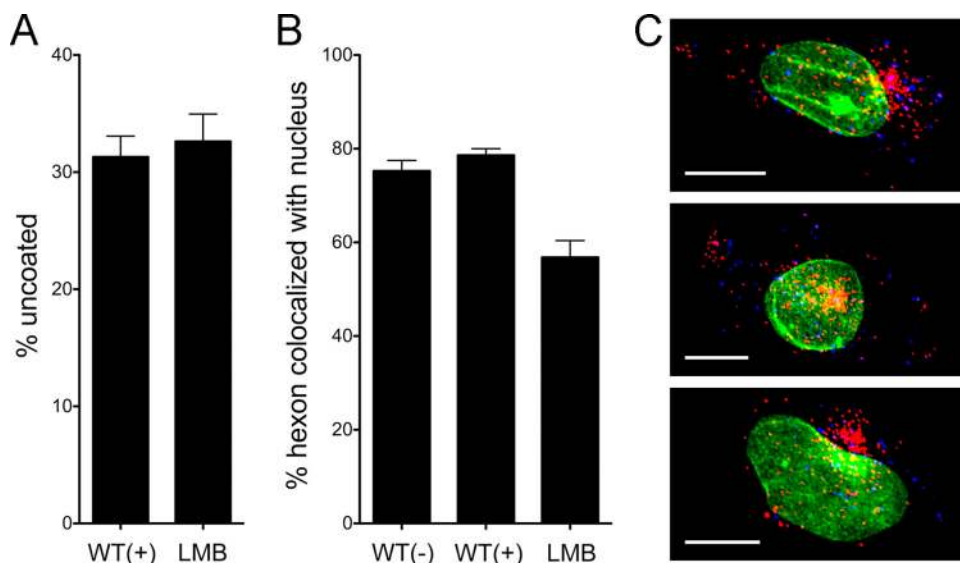 A
% uncoated
40
30
20
10
0
WT(+) LMB
B
% hexon colocalized with nucleus
100
80
60
40
20
0
WT(-) WT(+) LMB
C